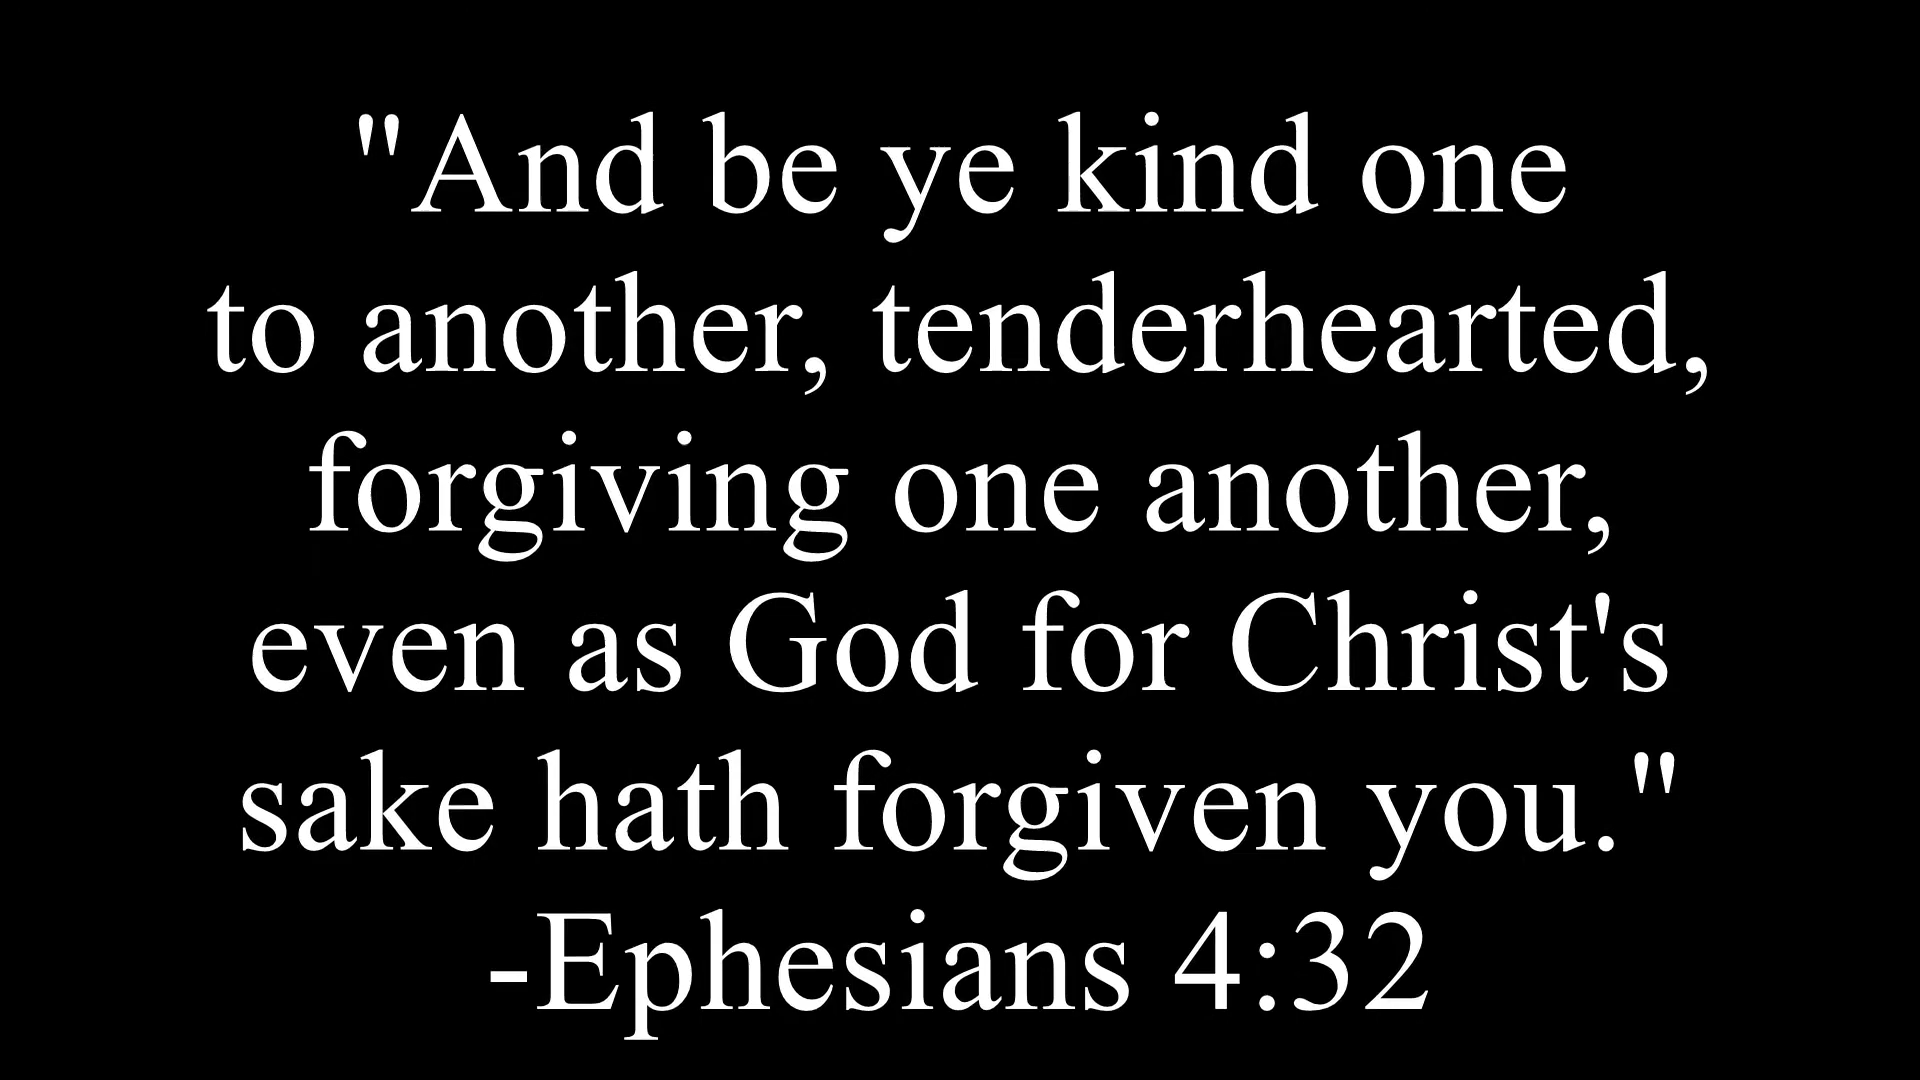 "And be ye kind one
to another, tenderhearted,
forgiving one another,
even as God for Christ's
sake hath forgiven you."
-Ephesians 4:32